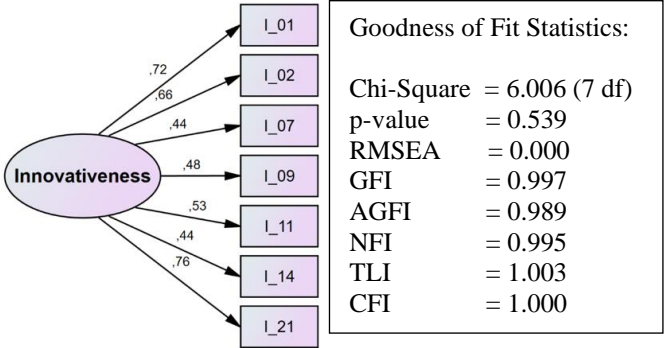 I_01
,72
I_02
,66
I_07
,44
Innovativeness
,48
I_09
,53
I_11
,44
I_14
,76
I_21
Goodness of Fit Statistics:
Chi-Square = 6.006 (7 df)
p-value = 0.539
RMSEA = 0.000
GFI = 0.997
AGFI = 0.989
NFI = 0.995
TLI = 1.003
CFI = 1.000